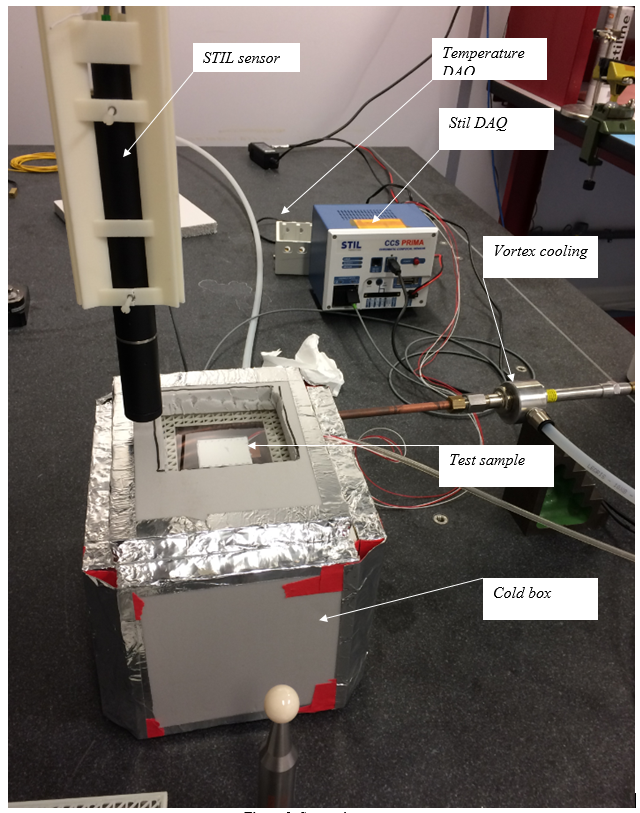 STIL sensor
Temperature
DAQ
Stil DAQ
STIL
CCS PRIMA
Vortex cooling
Test sample
Cold box